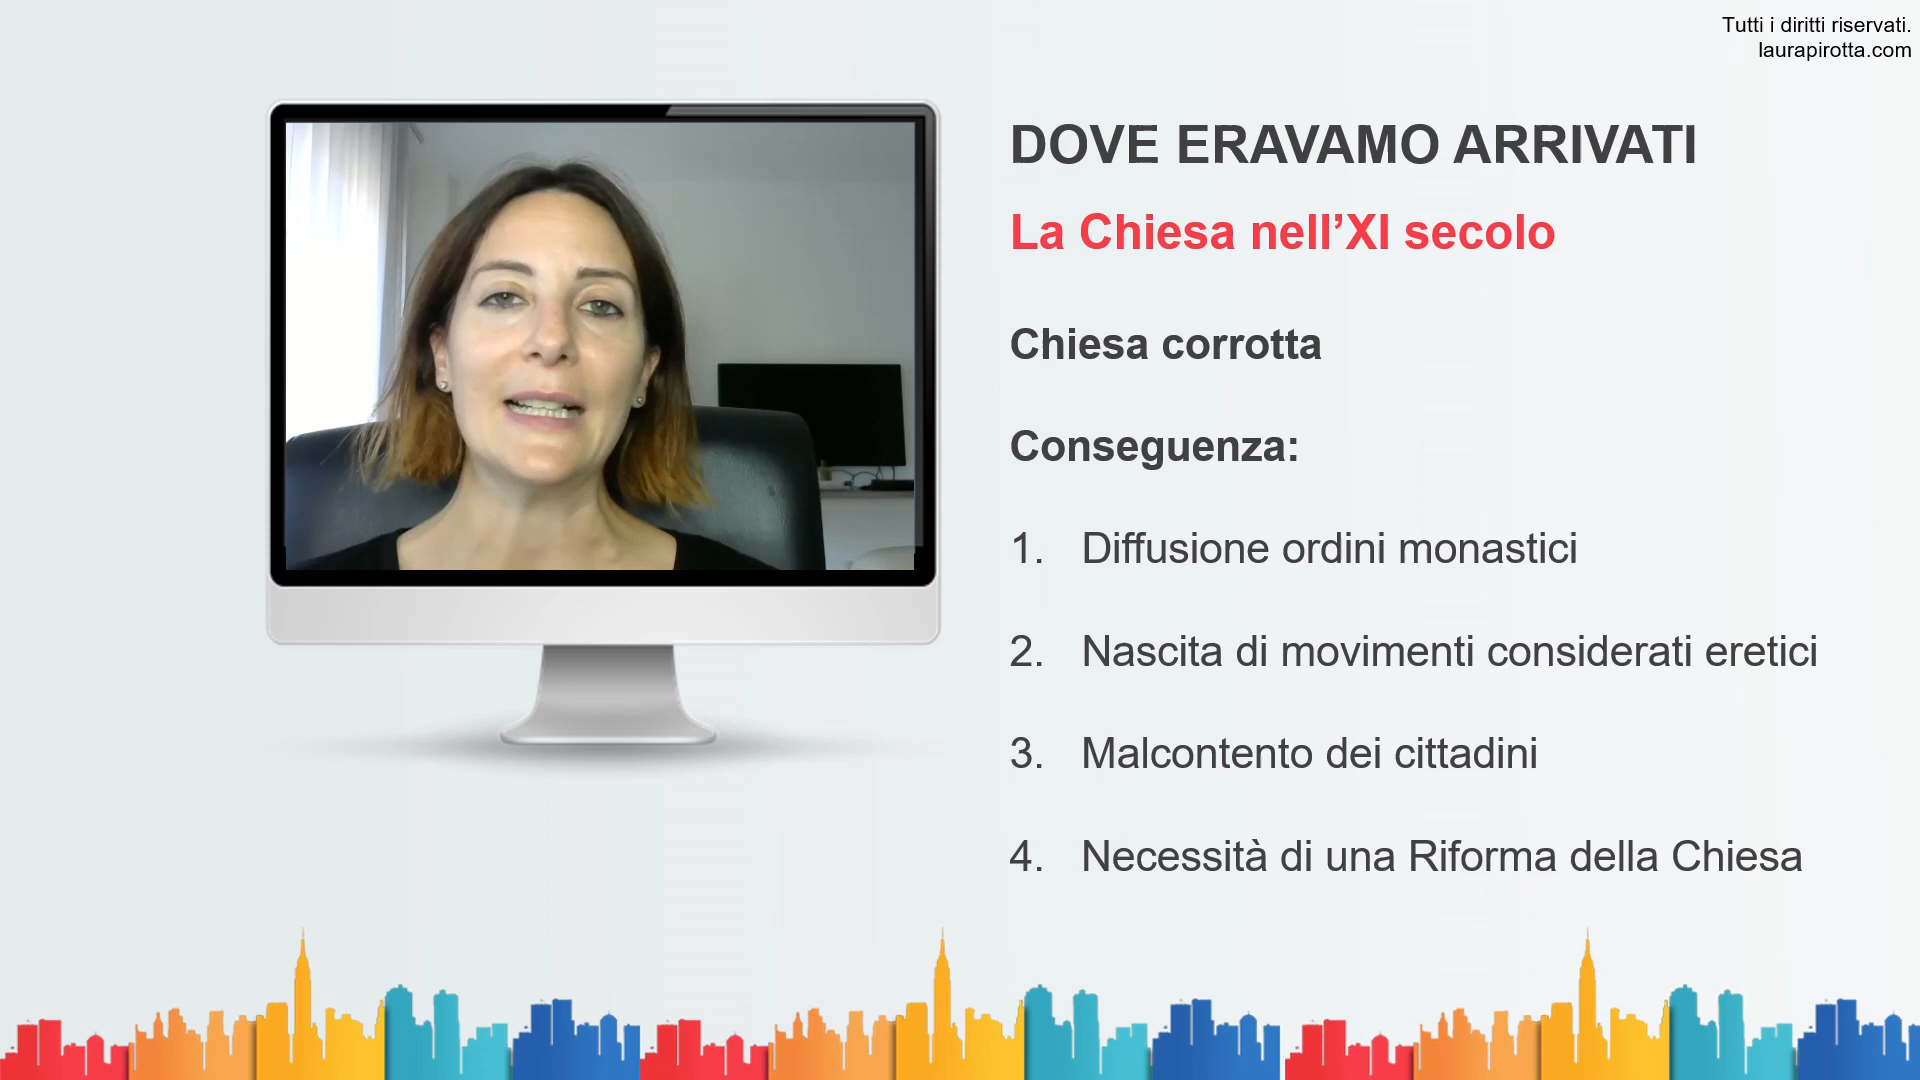 Tutti i diritti riservati.
laurapirotta.com
DOVE ERAVAMO ARRIVATI
La Chiesa nell’XI secolo
Chiesa corrotta
Conseguenza:
1. Diffusione ordini monastici
2. Nascita di movimenti considerati eretici
3. Malcontento dei cittadini
4. Necessità di una Riforma della Chiesa